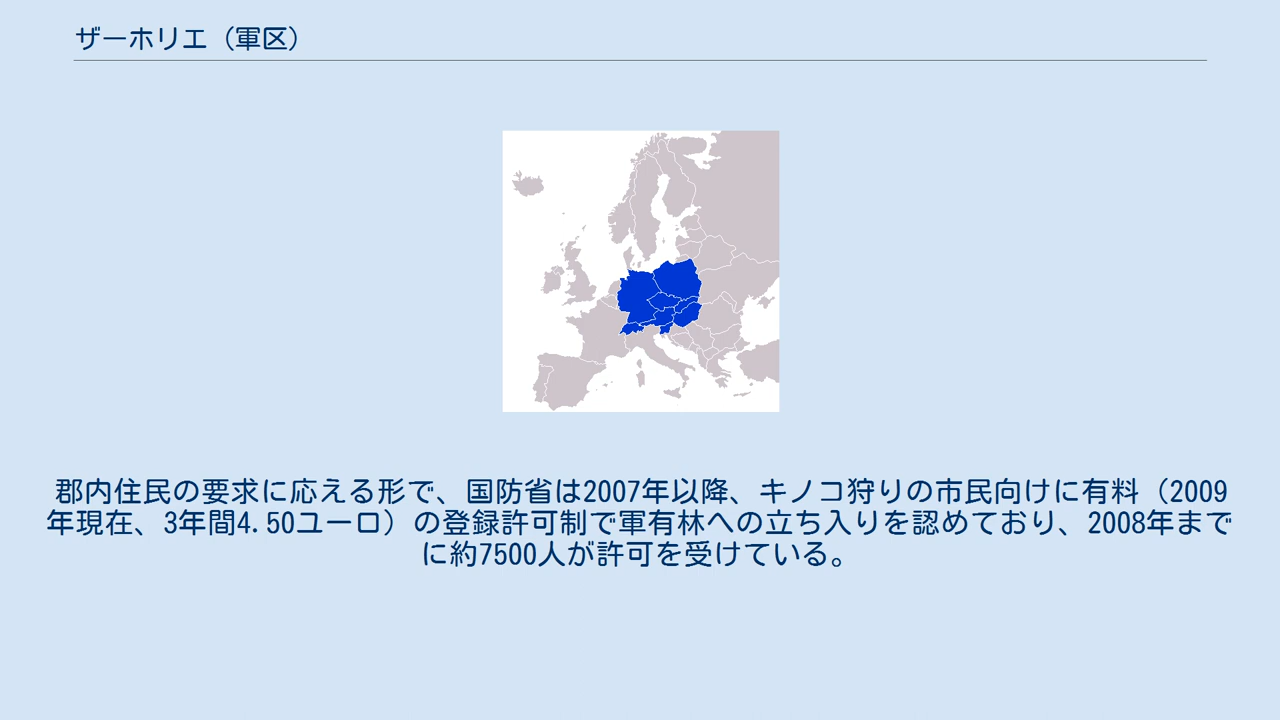 ザーホリエ（軍区）
郡内住民の要求に応える形で、国防省は2007年以降、キノコ狩りの市民向けに有料（2009
年現在、3年間4.50ユーロ）の登録許可制で軍有林への立ち入りを認めており、2008年まで
に約7500人が許可を受けている。